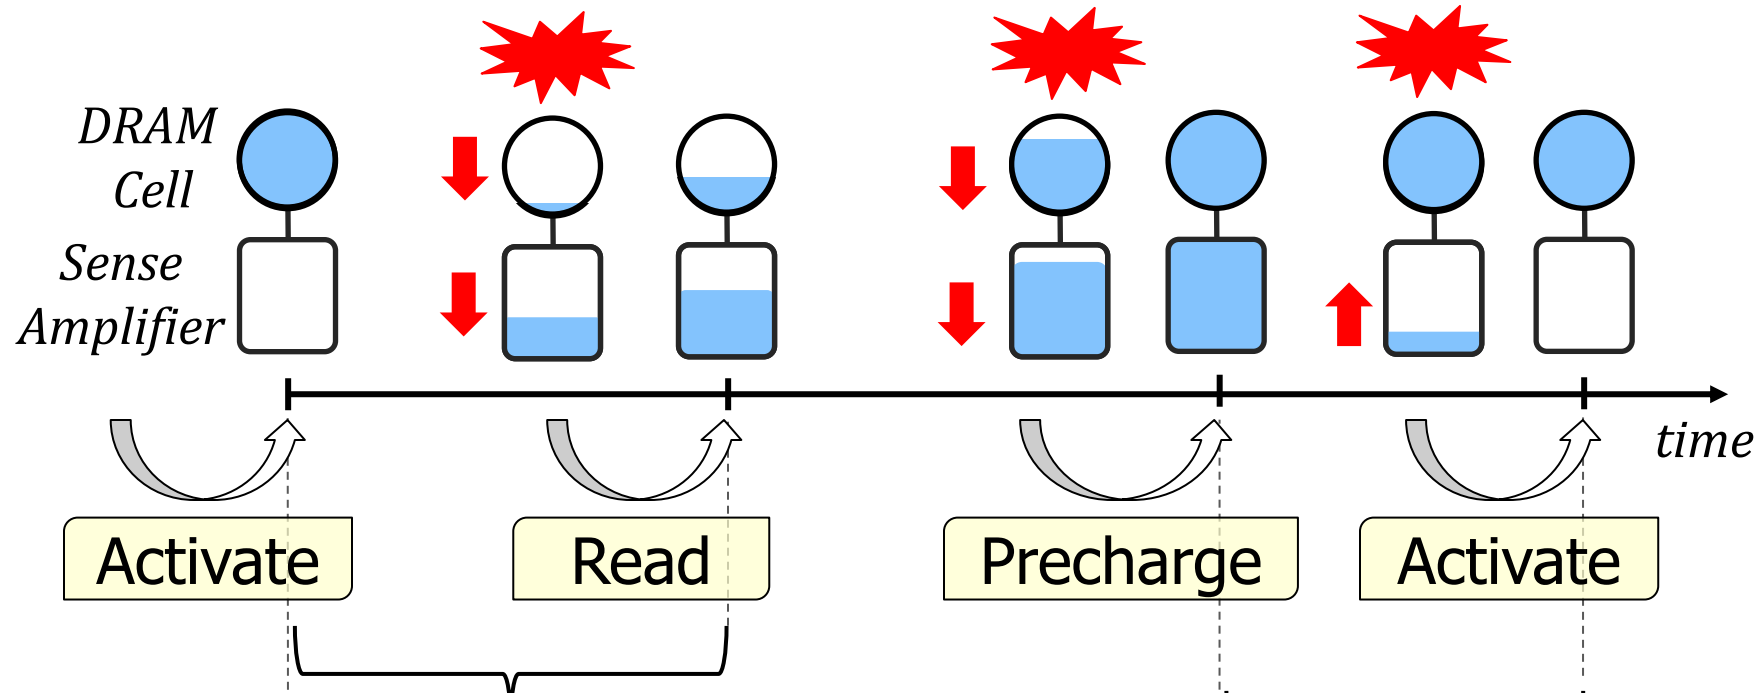 DRAM
Cell
Sense
Amplifier
time
Activate
Read
Precharge
Activate